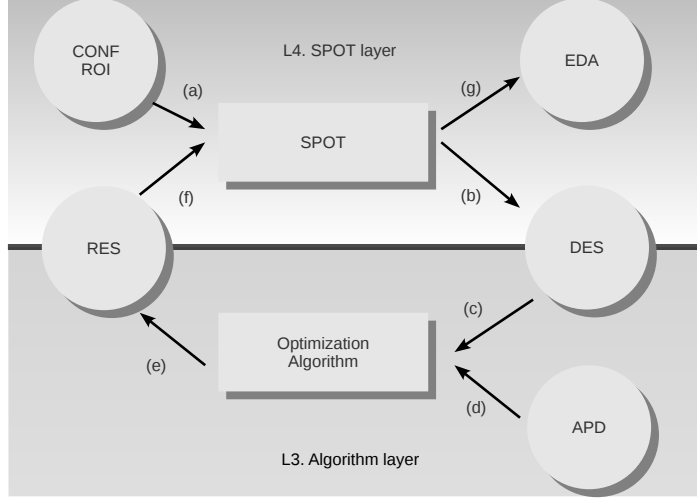 CONF
ROI
L4. SPOT layer
EDA
(a)
(g)
SPOT
(f)
(b)
RES
DES
(c)
Optimization
Algorithm
(e)
(d)
APD
L3. Algorithm layer